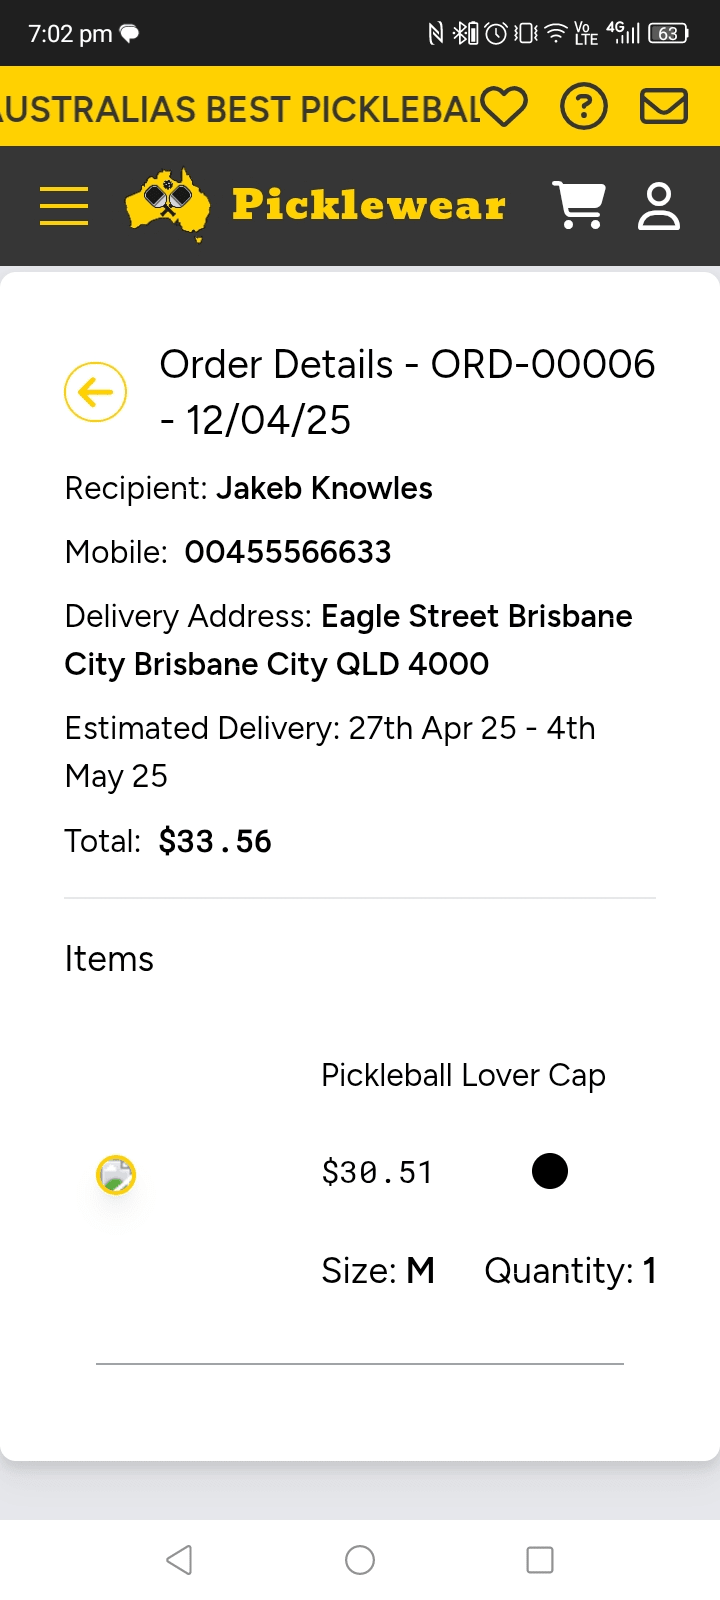 7:02 pm
Vo LTE 4G 63
AUSTRALIAS BEST PICKLEBAL
Picklewear
Order Details - ORD-00006
- 12/04/25
Recipient: Jakeb Knowles
Mobile: 00455566633
Delivery Address: Eagle Street Brisbane
City Brisbane City QLD 4000
Estimated Delivery: 27th Apr 25 - 4th
May 25
Total: $33.56
Items
Pickleball Lover Cap
$30.51
Size: M Quantity: 1